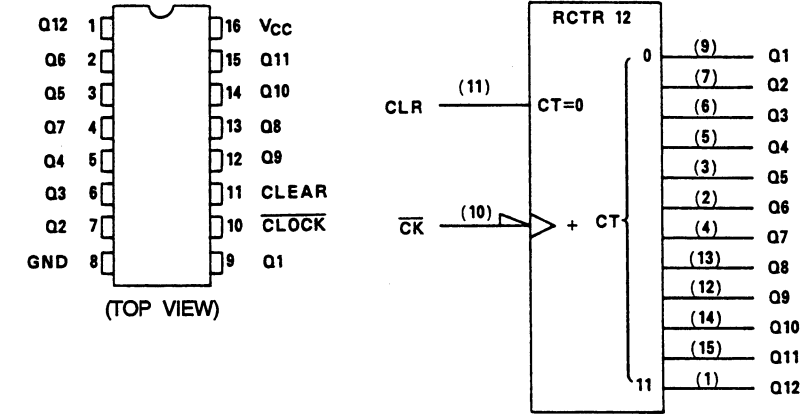 Q12 1 16 VCC
Q6 2 15 Q11
Q5 3 14 Q10
Q7 4 13 Q8
Q4 5 12 Q9
Q3 6 11 CLEAR
Q2 7 10 CLOCK
GND 8 9 Q1
(TOP VIEW)
RCTR 12
CLR (11) CT=0
CK (10) + CT
0 (9) Q1
(7) Q2
(6) Q3
(5) Q4
(3) Q5
(2) Q6
(4) Q7
(13) Q8
(12) Q9
(14) Q10
(15) Q11
11 (1) Q12